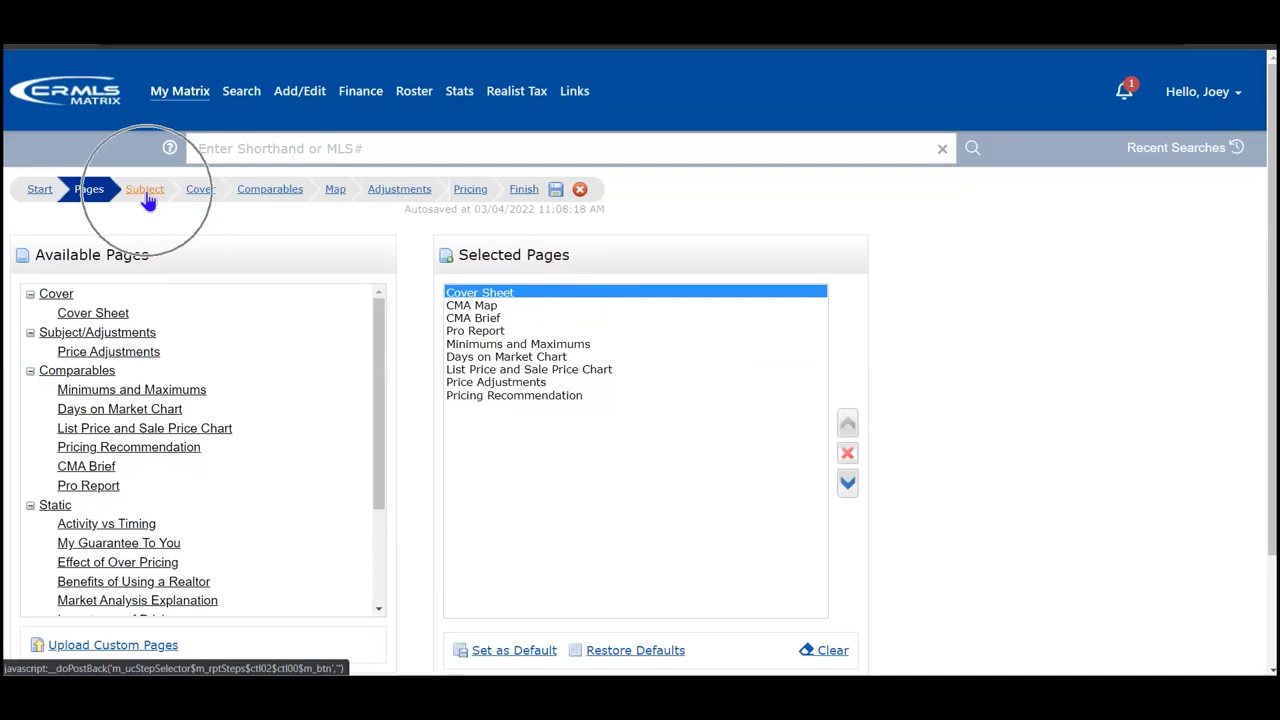 CRMLS
MATRIX
My Matrix Search Add/Edit Finance Roster Stats Realist Tax Links
1
Hello, Joey
Enter Shorthand or MLS#
Recent Searches
Start Pages Subject Cover Comparables Map Adjustments Pricing Finish
Autosaved at 03/04/2022 11:08:18 AM
Available Pages
Cover
Cover Sheet
Subject/Adjustments
Price Adjustments
Comparables
Minimums and Maximums
Days on Market Chart
List Price and Sale Price Chart
Pricing Recommendation
CMA Brief
Pro Report
Static
Activity vs Timing
My Guarantee To You
Effect of Over Pricing
Benefits of Using a Realtor
Market Analysis Explanation
Upload Custom Pages
Selected Pages
Cover Sheet
CMA Map
CMA Brief
Pro Report
Minimums and Maximums
Days on Market Chart
List Price and Sale Price Chart
Price Adjustments
Pricing Recommendation
Set as Default Restore Defaults Clear
javascript:__doPostBack('m_ucStepSelector$m_rptSteps$ctl02$ctl00$m_btn','')